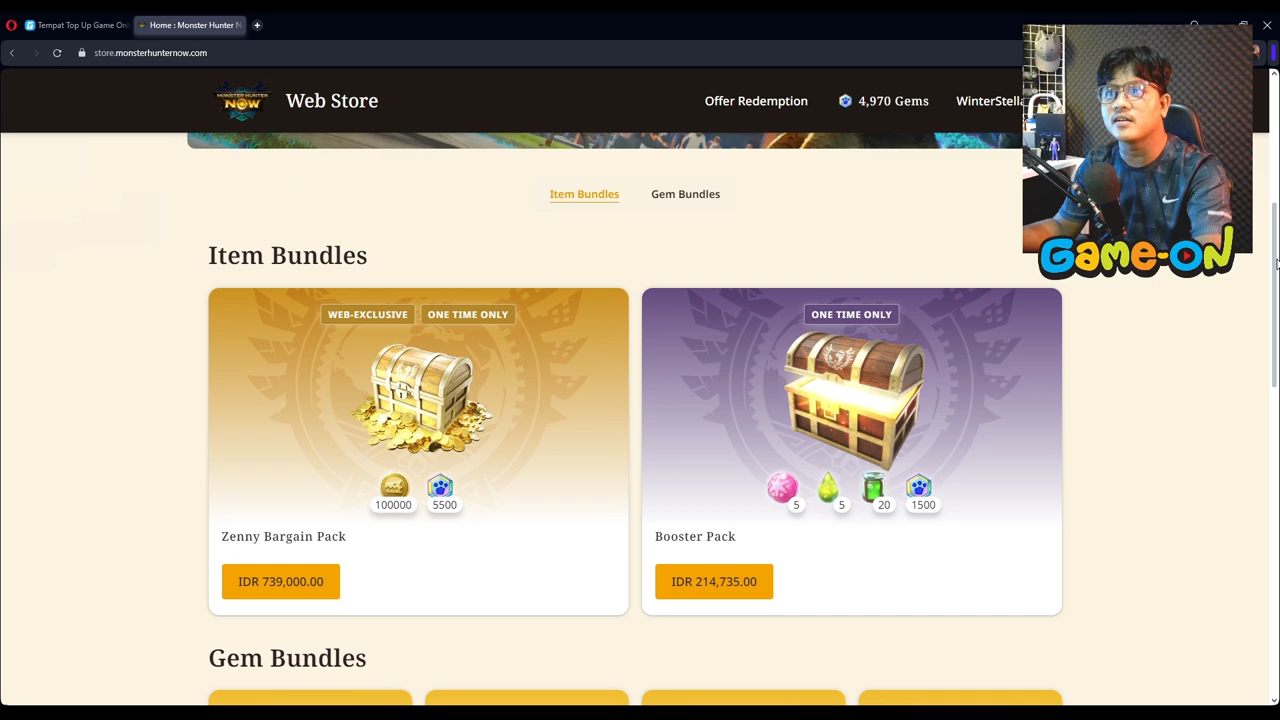 Tempat Top Up Game On
Home : Monster Hunter N
store.monsterhunternow.com
MONSTER HUNTER
NOW
Web Store
Offer Redemption
4,970 Gems
WinterStella
GAME-ON
Item Bundles
Gem Bundles
Item Bundles
WEB-EXCLUSIVE
ONE TIME ONLY
100000
5500
Zenny Bargain Pack
IDR 739,000.00
ONE TIME ONLY
5
5
20
1500
Booster Pack
IDR 214,735.00
Gem Bundles